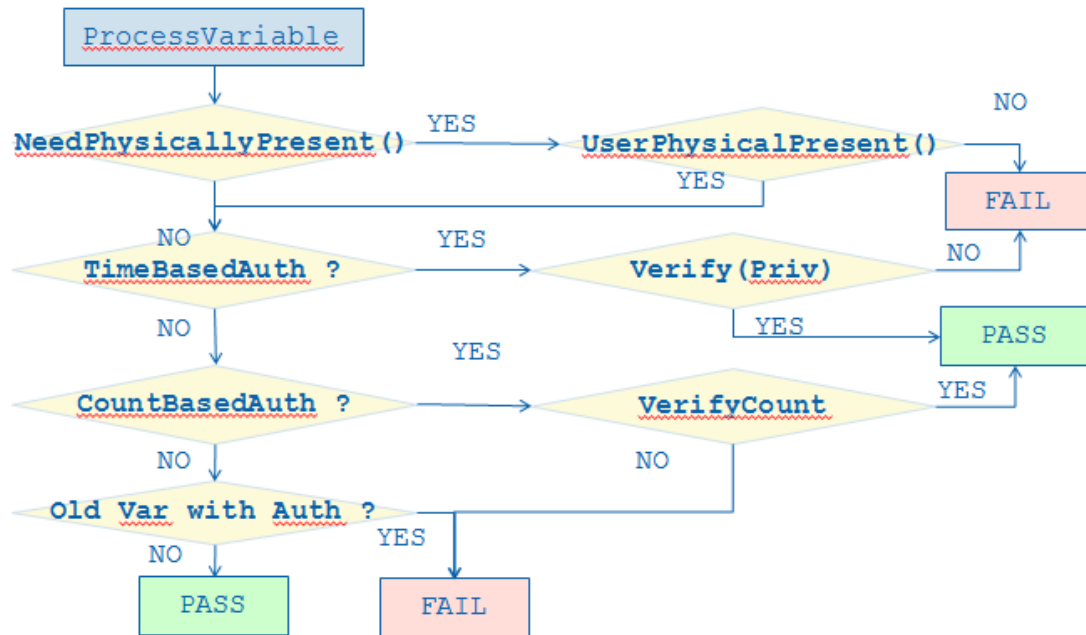 ProcessVariable
NO
YES
NeedPhysicallyPresent()
UserPhysicalPresent()
YES
FAIL
NO
YES
NO
TimeBasedAuth ?
Verify(Priv)
NO
YES
PASS
YES
CountBasedAuth ?
VerifyCount
YES
NO
NO
Old Var with Auth ?
YES
NO
PASS
FAIL